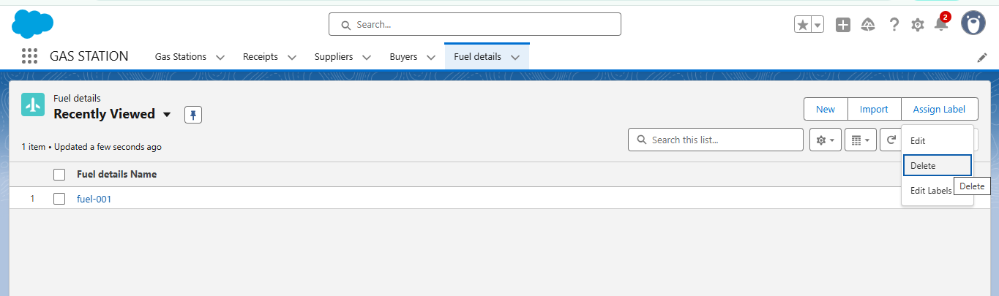 Search...
2
GAS STATION
Gas Stations
Receipts
Suppliers
Buyers
Fuel details
Fuel details
Recently Viewed
New
Import
Assign Label
1 item • Updated a few seconds ago
Search this list...
Edit
Delete
Edit Labels
Delete
Fuel details Name
1
fuel-001